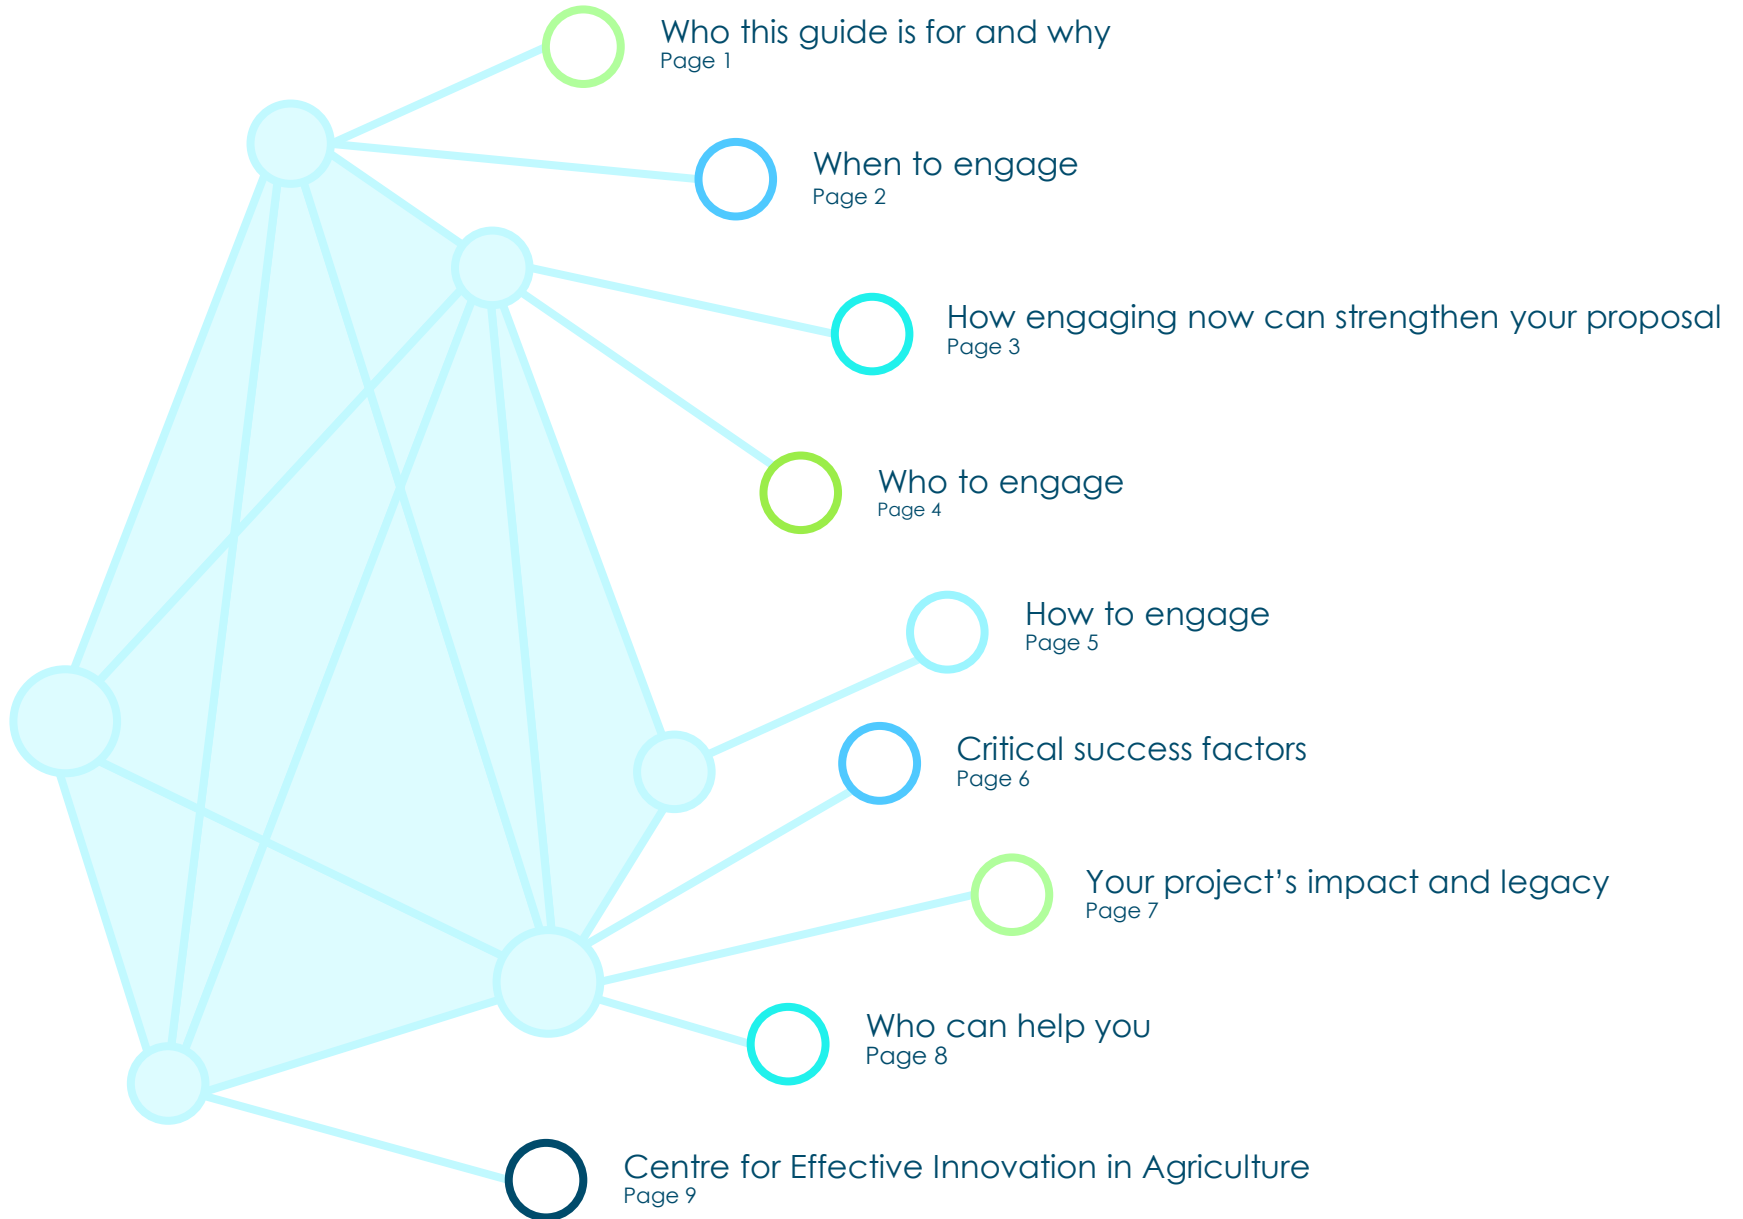 Who this guide is for and why
Page 1
When to engage
Page 2
How engaging now can strengthen your proposal
Page 3
Who to engage
Page 4
How to engage
Page 5
Critical success factors
Page 6
Your project’s impact and legacy
Page 7
Who can help you
Page 8
Centre for Effective Innovation in Agriculture
Page 9